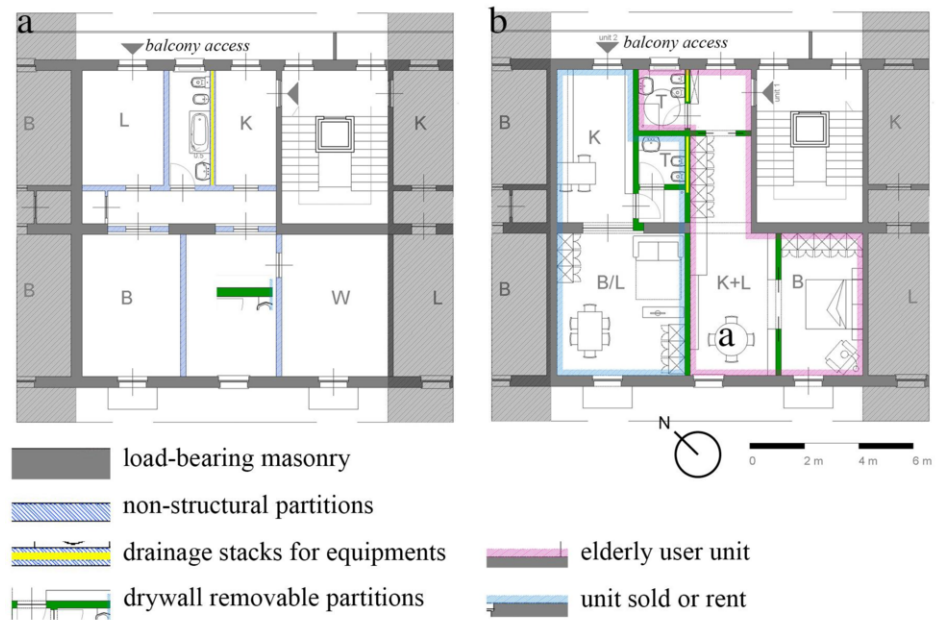 a
balcony access
L
K
B
K
B
B
W
L
b
unit 2
balcony access
unit 1
T
K
T
B
K
B/L
K+L
B
B
L
a
N
0 2 m 4 m 6 m
load-bearing masonry
non-structural partitions
drainage stacks for equipments
drywall removable partitions
elderly user unit
unit sold or rent